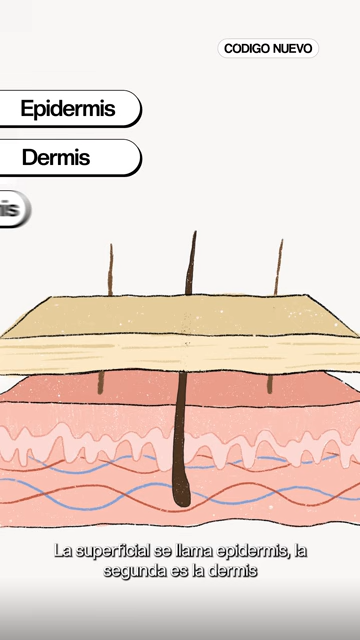 CODIGO NUEVO
Epidermis
Dermis
La superficial se llama epidermis, la
segunda es la dermis